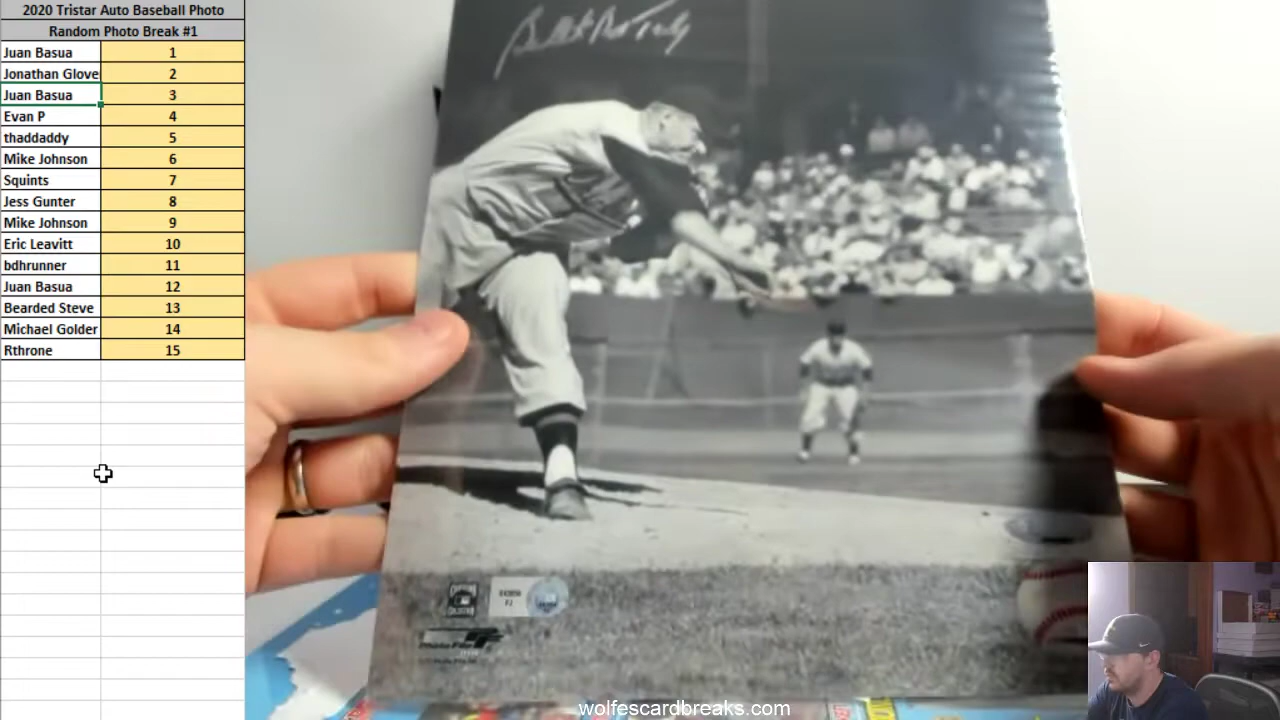 2020 Tristar Auto Baseball Photo
Random Photo Break #1
Juan Basua 1
Jonathan Glove 2
Juan Basua 3
Evan P 4
thaddaddy 5
Mike Johnson 6
Squints 7
Jess Gunter 8
Mike Johnson 9
Eric Leavitt 10
bdhrunner 11
Juan Basua 12
Bearded Steve 13
Michael Golder 14
Rthrone 15
wolfescardbreaks.com